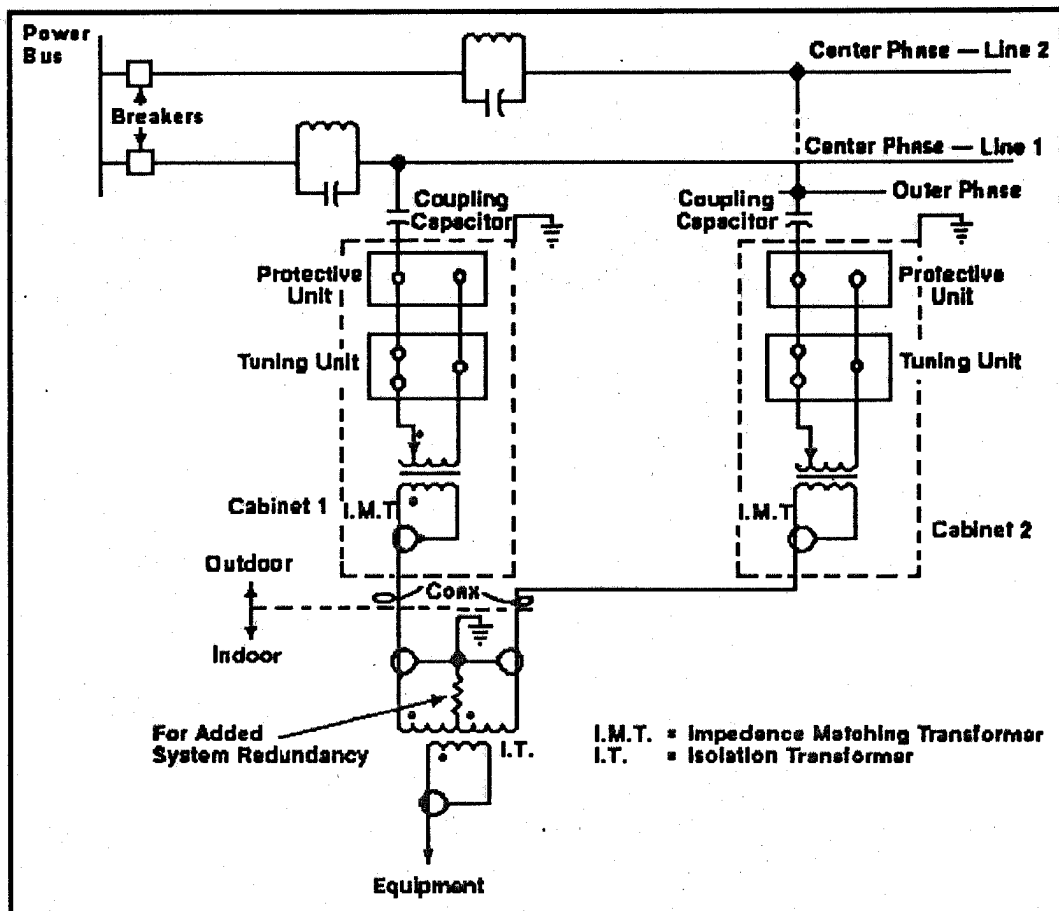 Power
Bus
Center Phase — Line 2
Breakers
Center Phase — Line 1
Outer Phase
Coupling
Capacitor
Coupling
Capacitor
Protective
Unit
Protective
Unit
Tuning Unit
Tuning Unit
Cabinet 1
I.M.T
I.M.T
Cabinet 2
Outdoor
Coax
Indoor
For Added
System Redundancy
I.T.
I.M.T. = Impedance Matching Transformer
I.T. = Isolation Transformer
Equipment